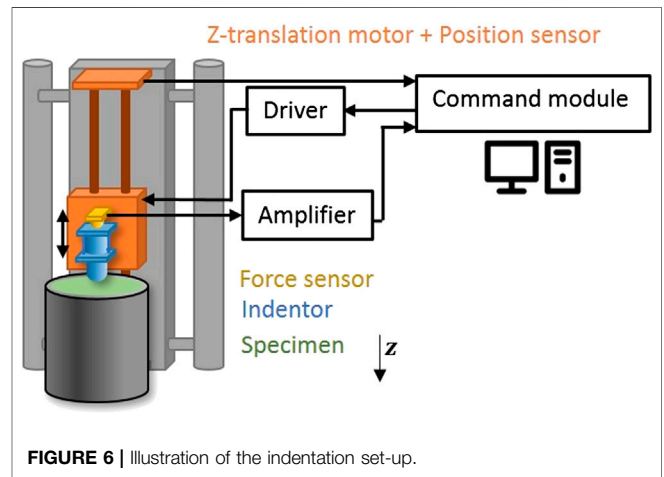 Z-translation motor + Position sensor
Driver
Command module
Amplifier
Force sensor
Indentor
Specimen
z
FIGURE 6 | Illustration of the indentation set-up.